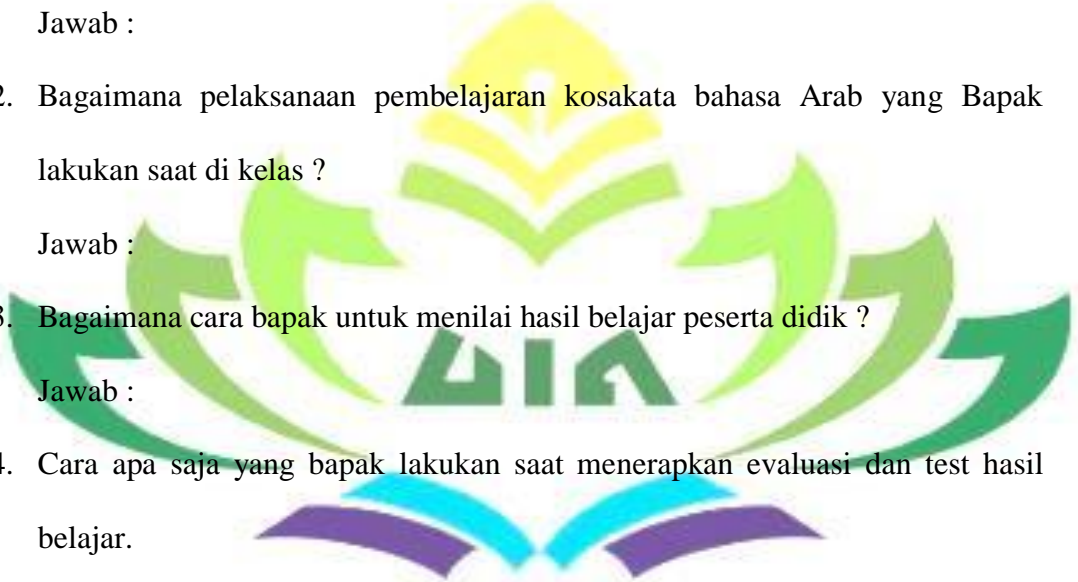 Jawab :
2. Bagaimana pelaksanaan pembelajaran kosakata bahasa Arab yang Bapak
lakukan saat di kelas ?
Jawab :
3. Bagaimana cara bapak untuk menilai hasil belajar peserta didik ?
UIN
Jawab :
4. Cara apa saja yang bapak lakukan saat menerapkan evaluasi dan test hasil
belajar.